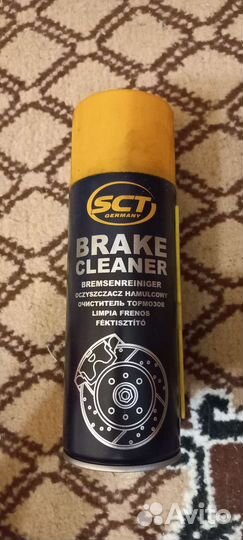 SCT
GERMANY
BRAKE
CLEANER
BREMSENREINIGER
OCZYSZCZACZ HAMULCOWY
ОЧИСТИТЕЛЬ ТОРМОЗОВ
LIMPIA FRENOS
FÉKTISZTÍTÓ
Avito